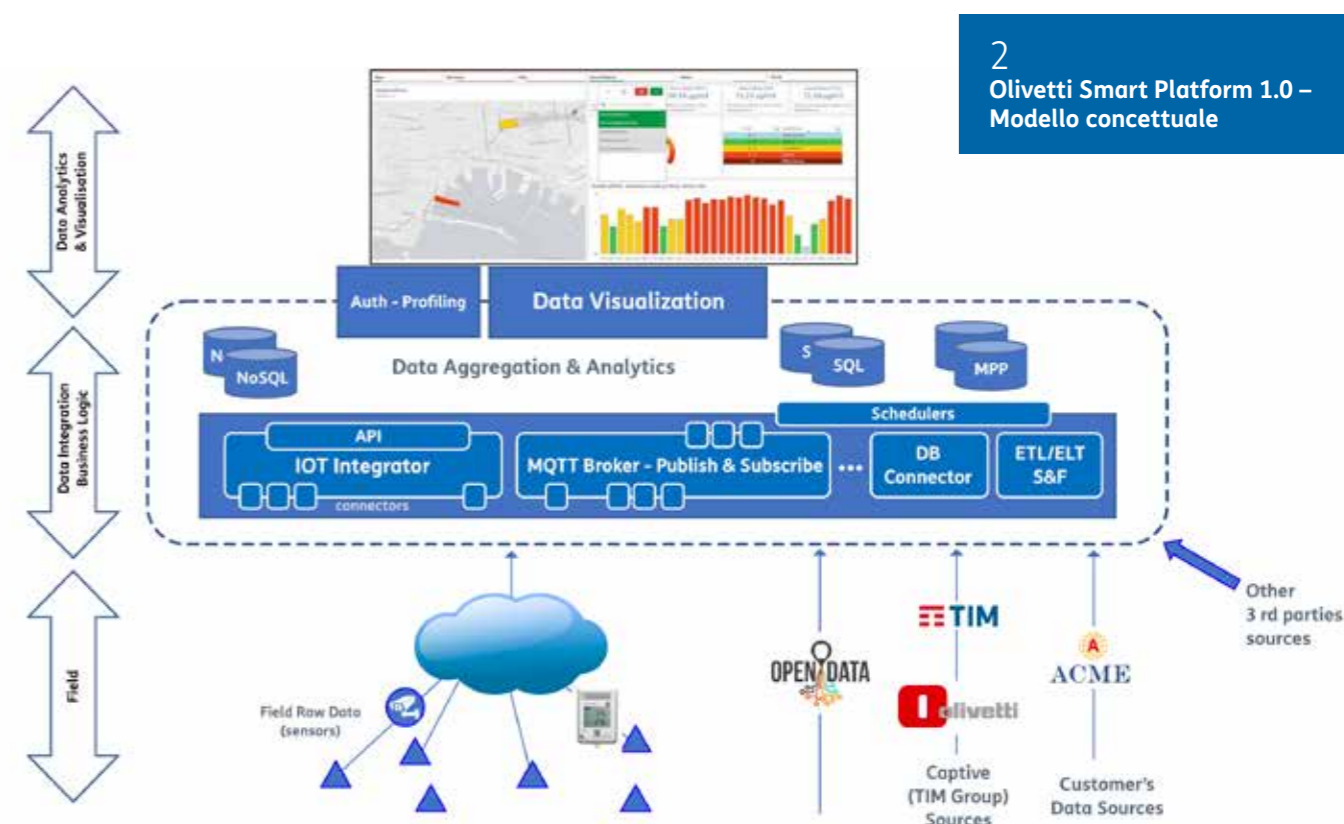 2
Olivetti Smart Platform 1.0 –
Modello concettuale
Data Analytics
& Visualisation
Auth - Profiling
Data Visualization
N
NoSQL
Data Aggregation & Analytics
S
SQL
MPP
Data Integration
Business Logic
Schedulers
API
IOT Integrator
connectors
MQTT Broker - Publish & Subscribe
...
DB
Connector
ETL/ELT
S&F
Other
3 rd parties
sources
Field
Field Raw Data
(sensors)
OPEN DATA
TIM
olivetti
A
ACME
Captive
(TIM Group)
Sources
Customer's
Data Sources